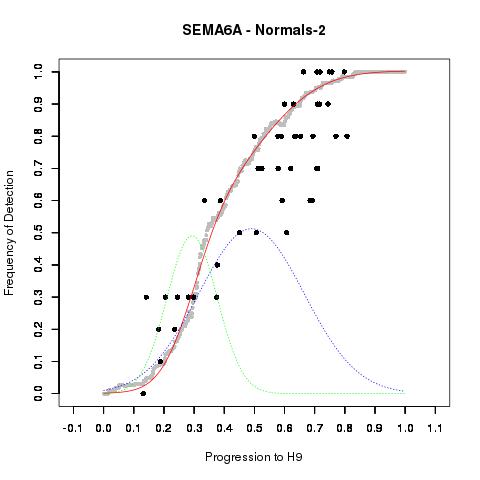 SEMA6A - Normals-2
Frequency of Detection
1.0
0.9
0.8
0.7
0.6
0.5
0.4
0.3
0.2
0.1
0.0
-0.1 0.0 0.1 0.2 0.3 0.4 0.5 0.6 0.7 0.8 0.9 1.0 1.1
Progression to H9